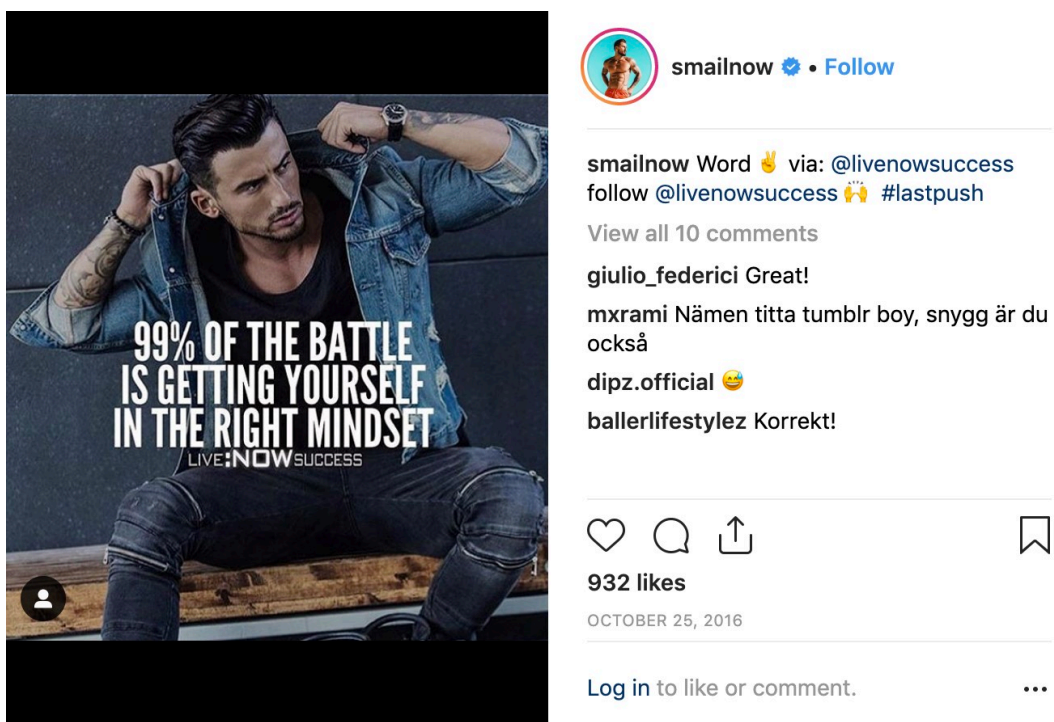 99% OF THE BATTLE
IS GETTING YOURSELF
IN THE RIGHT MINDSET
LIVE:NOWSUCCESS
smailnow • Follow
smailnow Word ✌️ via: @livenowsuccess
follow @livenowsuccess 🙌 #lastpush
View all 10 comments
giulio_federici Great!
mxrami Nämen titta tumblr boy, snygg är du
också
dipz.official 😅
ballerlifestylez Korrekt!
932 likes
OCTOBER 25, 2016
Log in to like or comment.